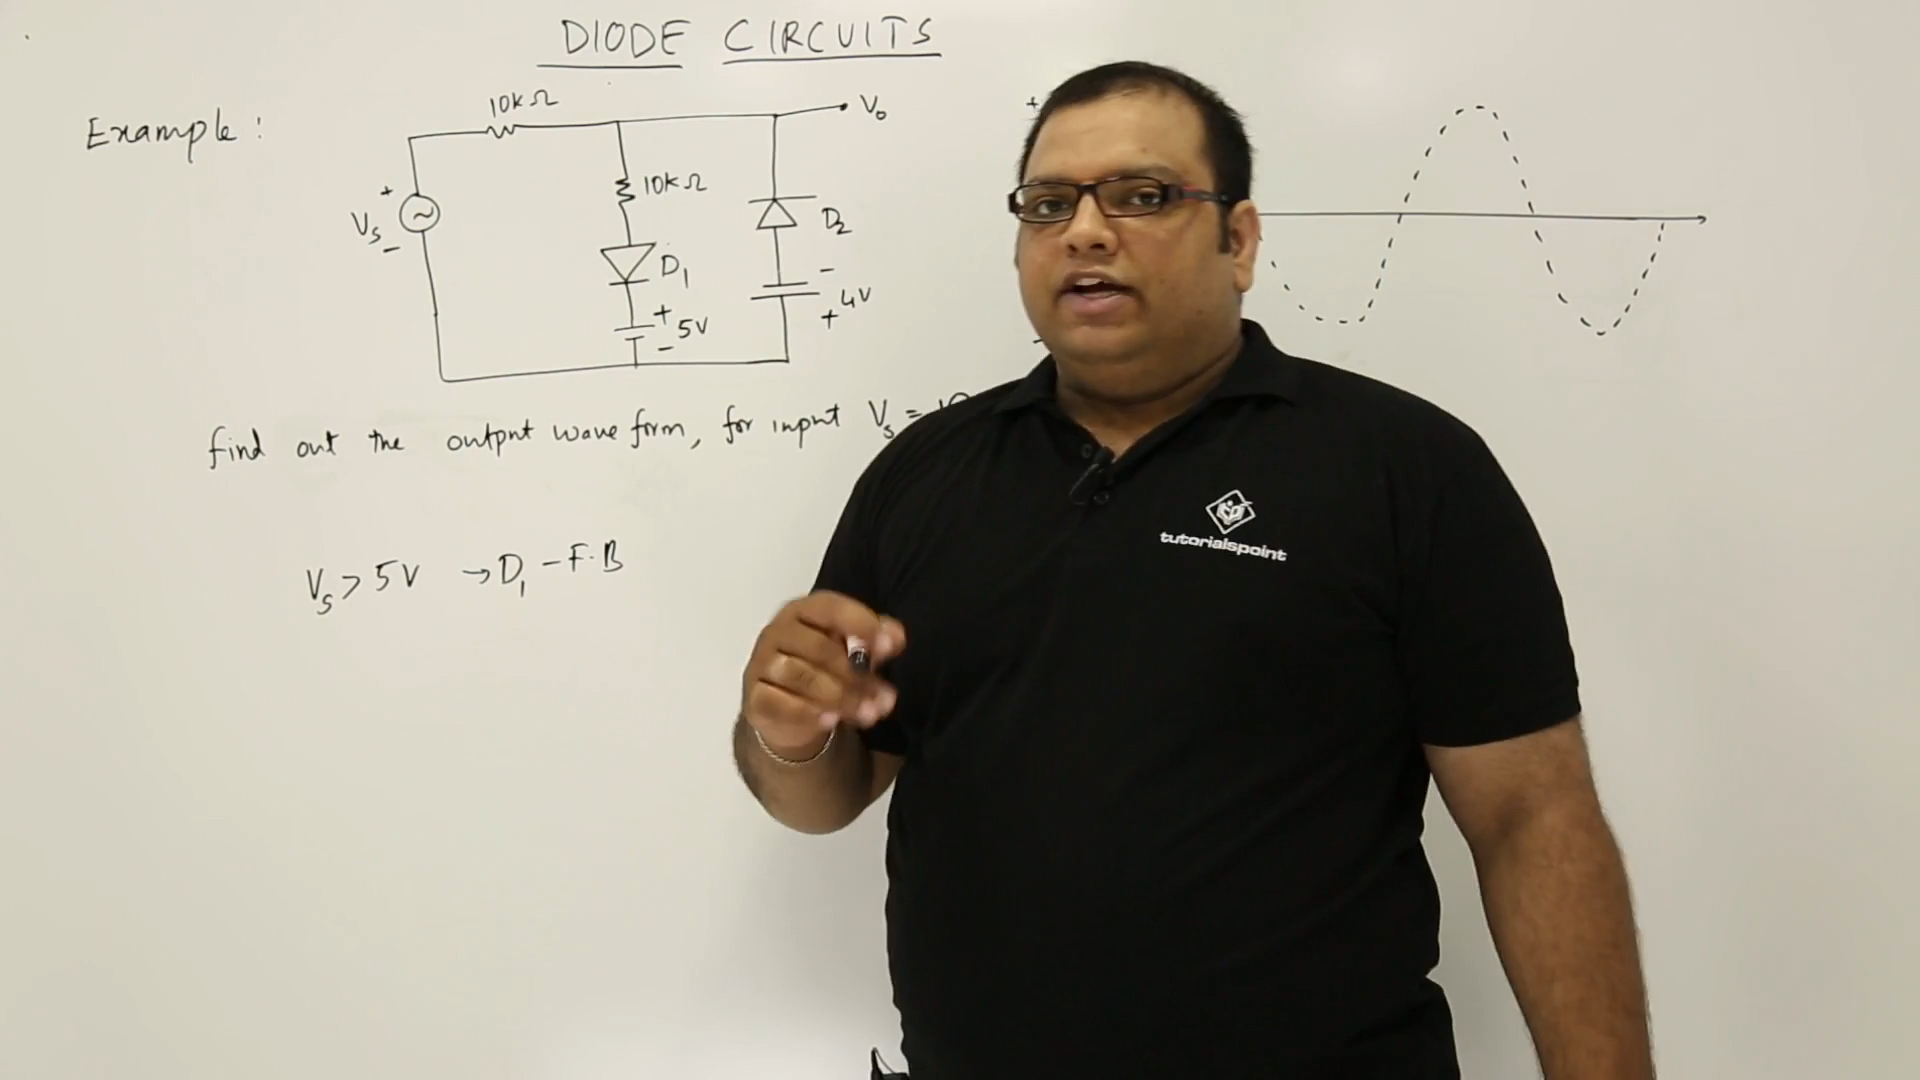 DIODE CIRCUITS
Example :
10kΩ
V₀
10kΩ
+
Vs
-
D₁
D₂
-
4V
+
+
5V
-
+
find out the output wave form, for input Vs = 10
Vs > 5V → D₁ - F·B
tutorialspoint